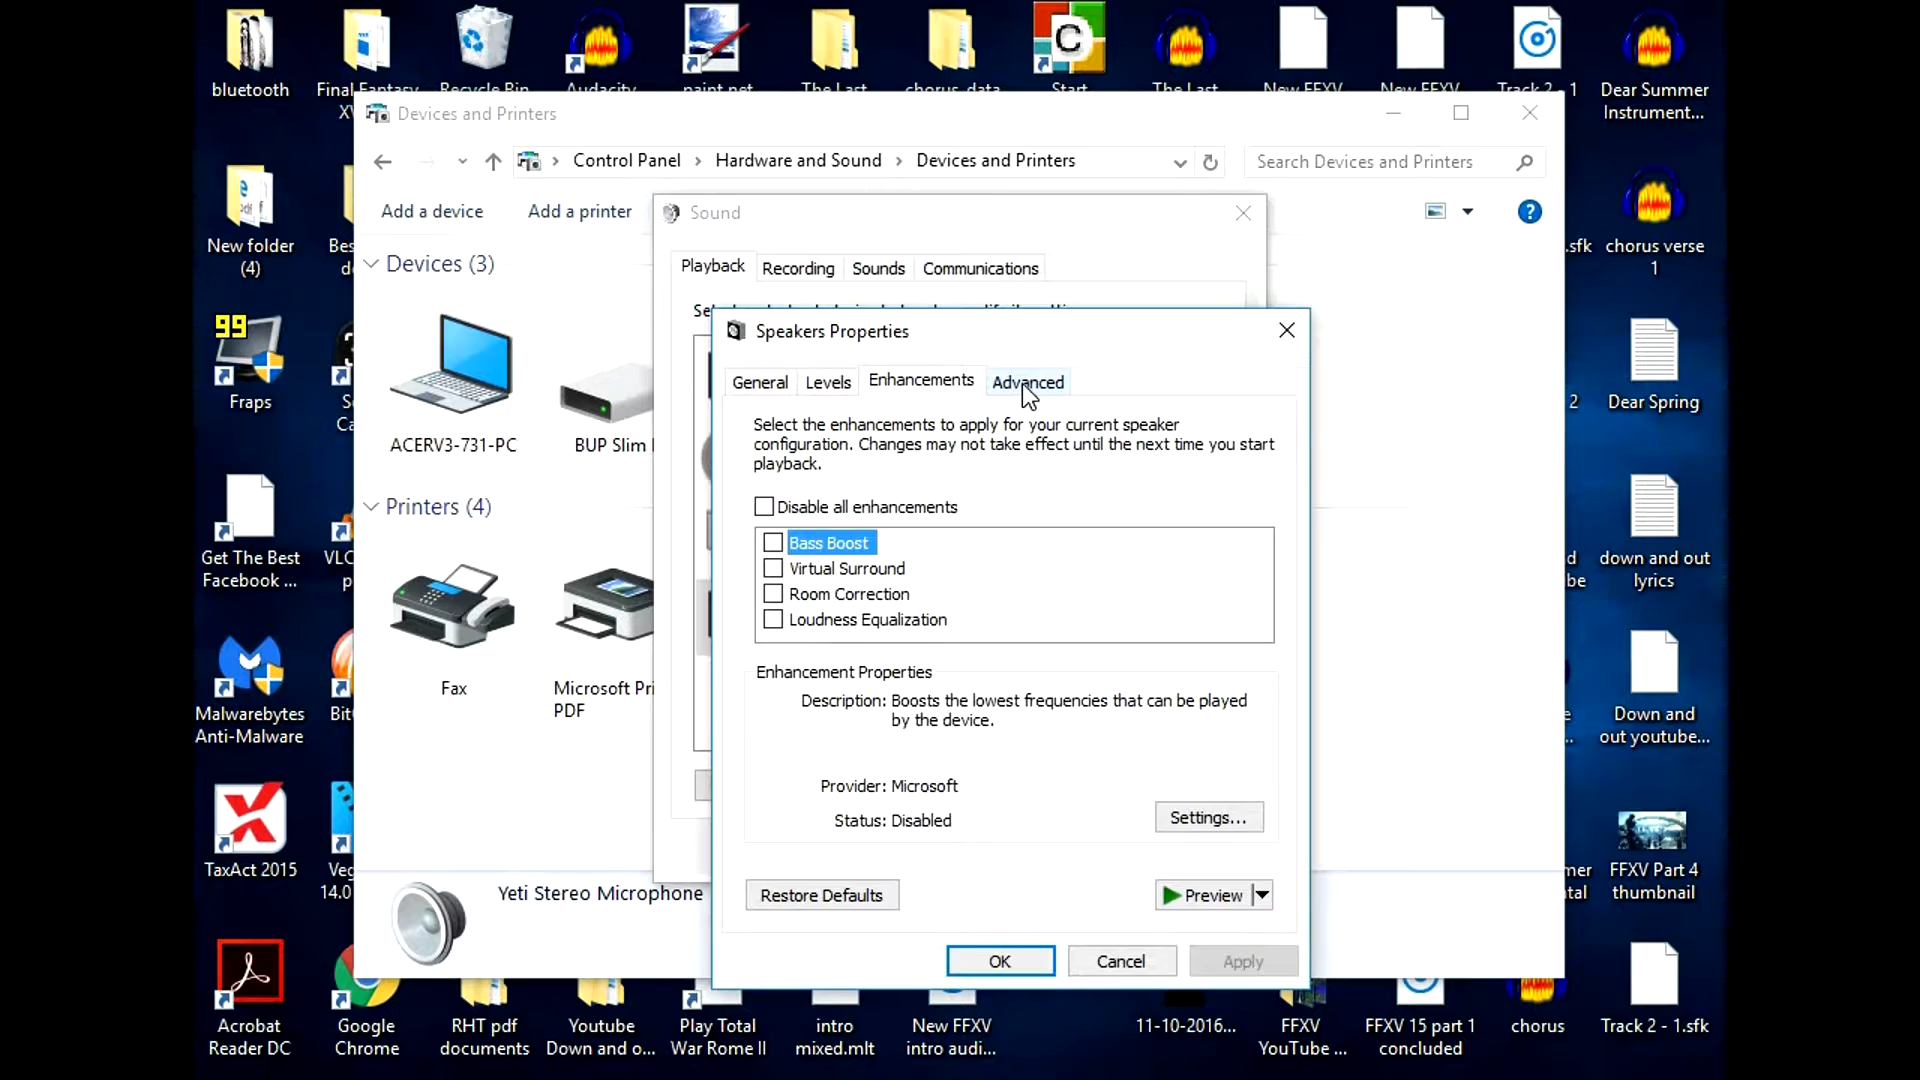 bluetooth
Final Fantasy
Recycle Bin
Audacity
paint.net
The Last
chorus_data
Start
The Last
New FFXV
New FFXV
Track 2 - 1
Dear Summer
Instrument...
Devices and Printers
Control Panel > Hardware and Sound > Devices and Printers
Search Devices and Printers
Add a device
Add a printer
Sound
New folder
(4)
Bes
.sfk
chorus verse
1
Devices (3)
Playback
Recording
Sounds
Communications
99
Fraps
ACERV3-731-PC
BUP Slim
2
Dear Spring
Speakers Properties
General
Levels
Enhancements
Advanced
Select the enhancements to apply for your current speaker
configuration. Changes may not take effect until the next time you start
playback.
Disable all enhancements
Bass Boost
Virtual Surround
Room Correction
Loudness Equalization
Enhancement Properties
Description: Boosts the lowest frequencies that can be played
by the device.
Provider: Microsoft
Status: Disabled
Settings...
Restore Defaults
Preview
OK
Cancel
Apply
Printers (4)
Get The Best
Facebook ...
VLC
down and out
lyrics
Fax
Microsoft Pri
PDF
Malwarebytes
Anti-Malware
Bit
Down and
out youtube...
TaxAct 2015
Veg
14.0
Yeti Stereo Microphone
FFXV Part 4
thumbnail
Acrobat
Reader DC
Google
Chrome
RHT pdf
documents
Youtube
Down and o...
Play Total
War Rome II
intro
mixed.mlt
New FFXV
intro audi...
11-10-2016...
FFXV
YouTube ...
FFXV 15 part 1
concluded
chorus
Track 2 - 1.sfk